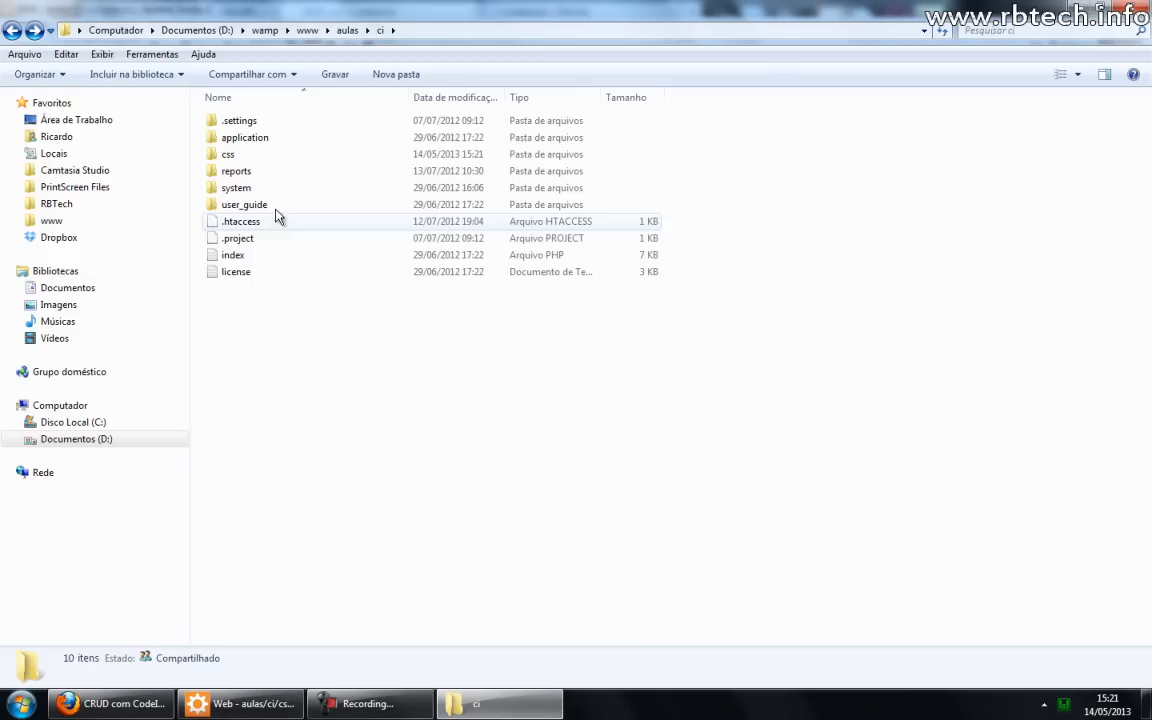 www.rbtech.info
Computador Documentos (D:) wamp www aulas ci
Pesquisar ci
Arquivo Editar Exibir Ferramentas Ajuda
Organizar Incluir na biblioteca Compartilhar com Gravar Nova pasta
Nome Data de modificaç... Tipo Tamanho
Favoritos
Área de Trabalho
Ricardo
Locais
Camtasia Studio
PrintScreen Files
RBTech
www
Dropbox
Bibliotecas
Documentos
Imagens
Músicas
Vídeos
Grupo doméstico
Computador
Disco Local (C:)
Documentos (D:)
Rede
.settings 07/07/2012 09:12 Pasta de arquivos
application 29/06/2012 17:22 Pasta de arquivos
css 14/05/2013 15:21 Pasta de arquivos
reports 13/07/2012 10:30 Pasta de arquivos
system 29/06/2012 16:06 Pasta de arquivos
user_guide 29/06/2012 17:22 Pasta de arquivos
.htaccess 12/07/2012 19:04 Arquivo HTACCESS 1 KB
.project 07/07/2012 09:12 Arquivo PROJECT 1 KB
index 29/06/2012 17:22 Arquivo PHP 7 KB
license 29/06/2012 17:22 Documento de Te... 3 KB
10 itens Estado: Compartilhado
CRUD com CodeI... Web - aulas/ci/cs... Recording... ci
15:21
14/05/2013